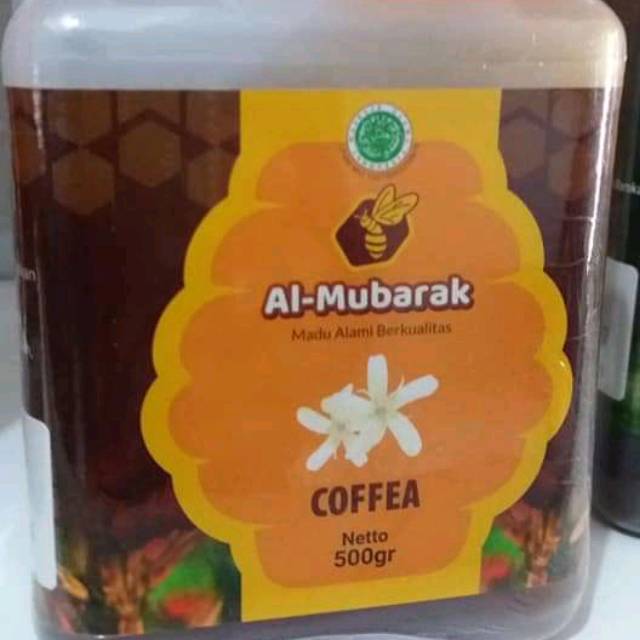 Al-Mubarak
Madu Alami Berkualitas
COFFEA
Netto
500gr